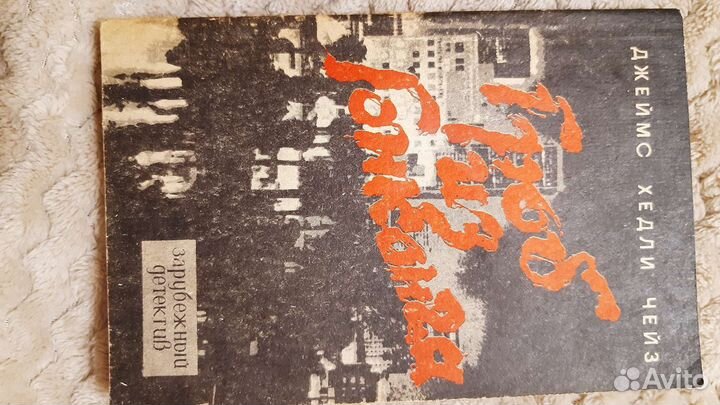 ДЖЕЙМС ХЕДЛИ ЧЕЙЗ
Гроб
из
Гонконга
зарубежный
детектив
Avito